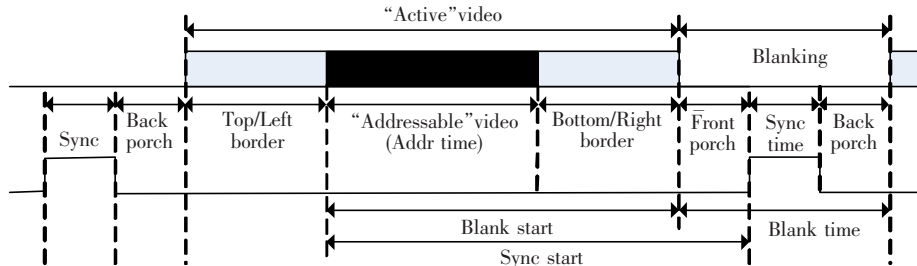 “Active”video
Blanking
Sync
Back
porch
Top/Left
border
“Addressable”video
(Addr time)
Bottom/Right
border
Front
porch
Sync
time
Back
porch
Blank start
Blank time
Sync start